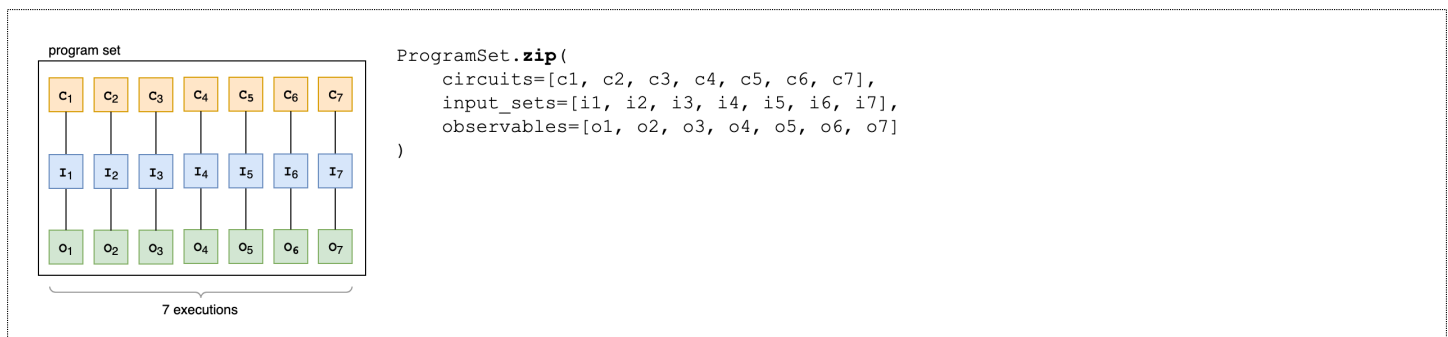 program set
C1 C2 C3 C4 C5 C6 C7
I1 I2 I3 I4 I5 I6 I7
O1 O2 O3 O4 O5 O6 O7
7 executions
ProgramSet.zip(
    circuits=[c1, c2, c3, c4, c5, c6, c7],
    input_sets=[i1, i2, i3, i4, i5, i6, i7],
    observables=[o1, o2, o3, o4, o5, o6, o7]
)